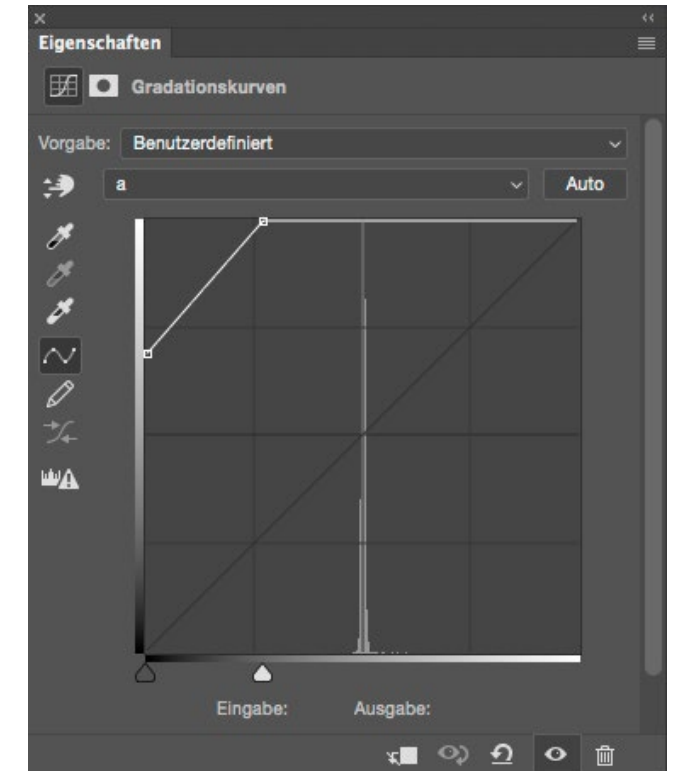 Eigenschaften
Gradationskurven
Vorgabe: Benutzerdefiniert
a Auto
Eingabe: Ausgabe: